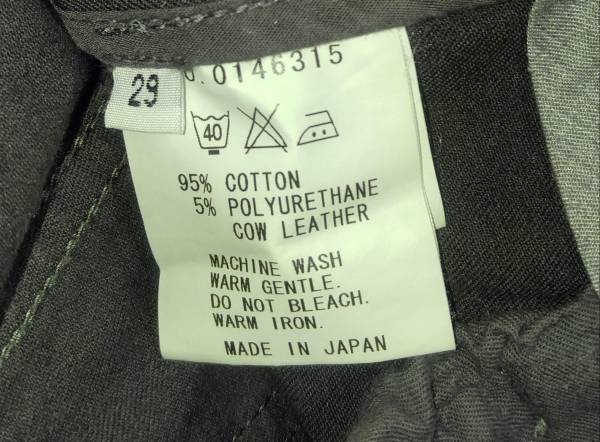 29
0.0146315
40
95% COTTON
5% POLYURETHANE
COW LEATHER
MACHINE WASH
WARM GENTLE.
DO NOT BLEACH.
WARM IRON.
MADE IN JAPAN